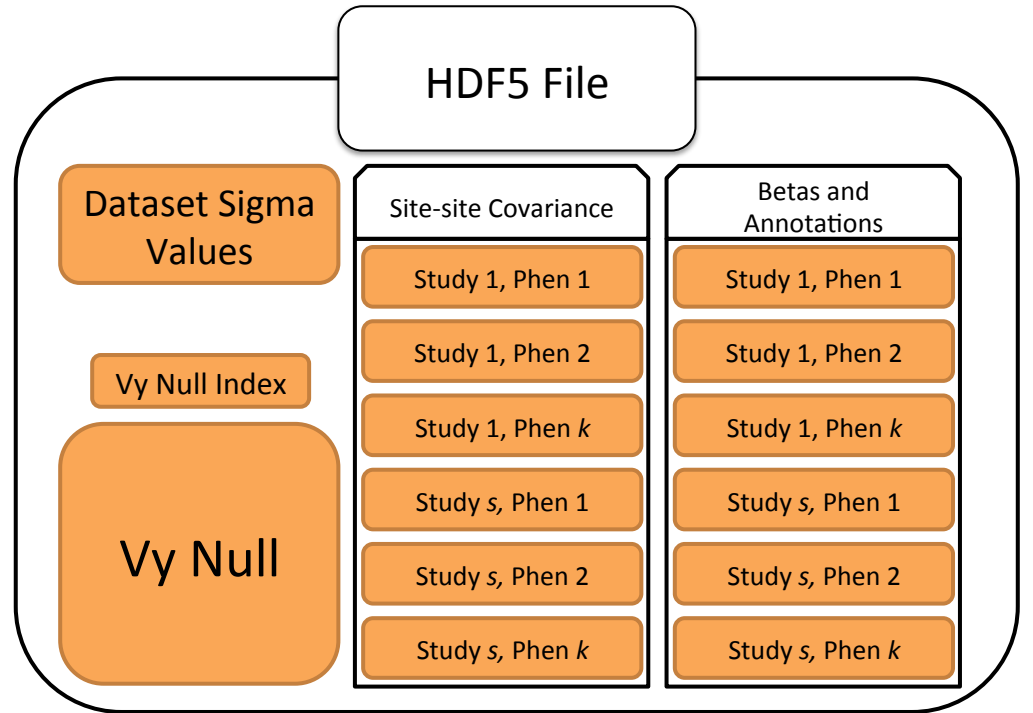 HDF5 File
Dataset Sigma
Values
Vy Null Index
Vy Null
Site-site Covariance
Study 1, Phen 1
Study 1, Phen 2
Study 1, Phen k
Study s, Phen 1
Study s, Phen 2
Study s, Phen k
Betas and
Annotations
Study 1, Phen 1
Study 1, Phen 2
Study 1, Phen k
Study s, Phen 1
Study s, Phen 2
Study s, Phen k